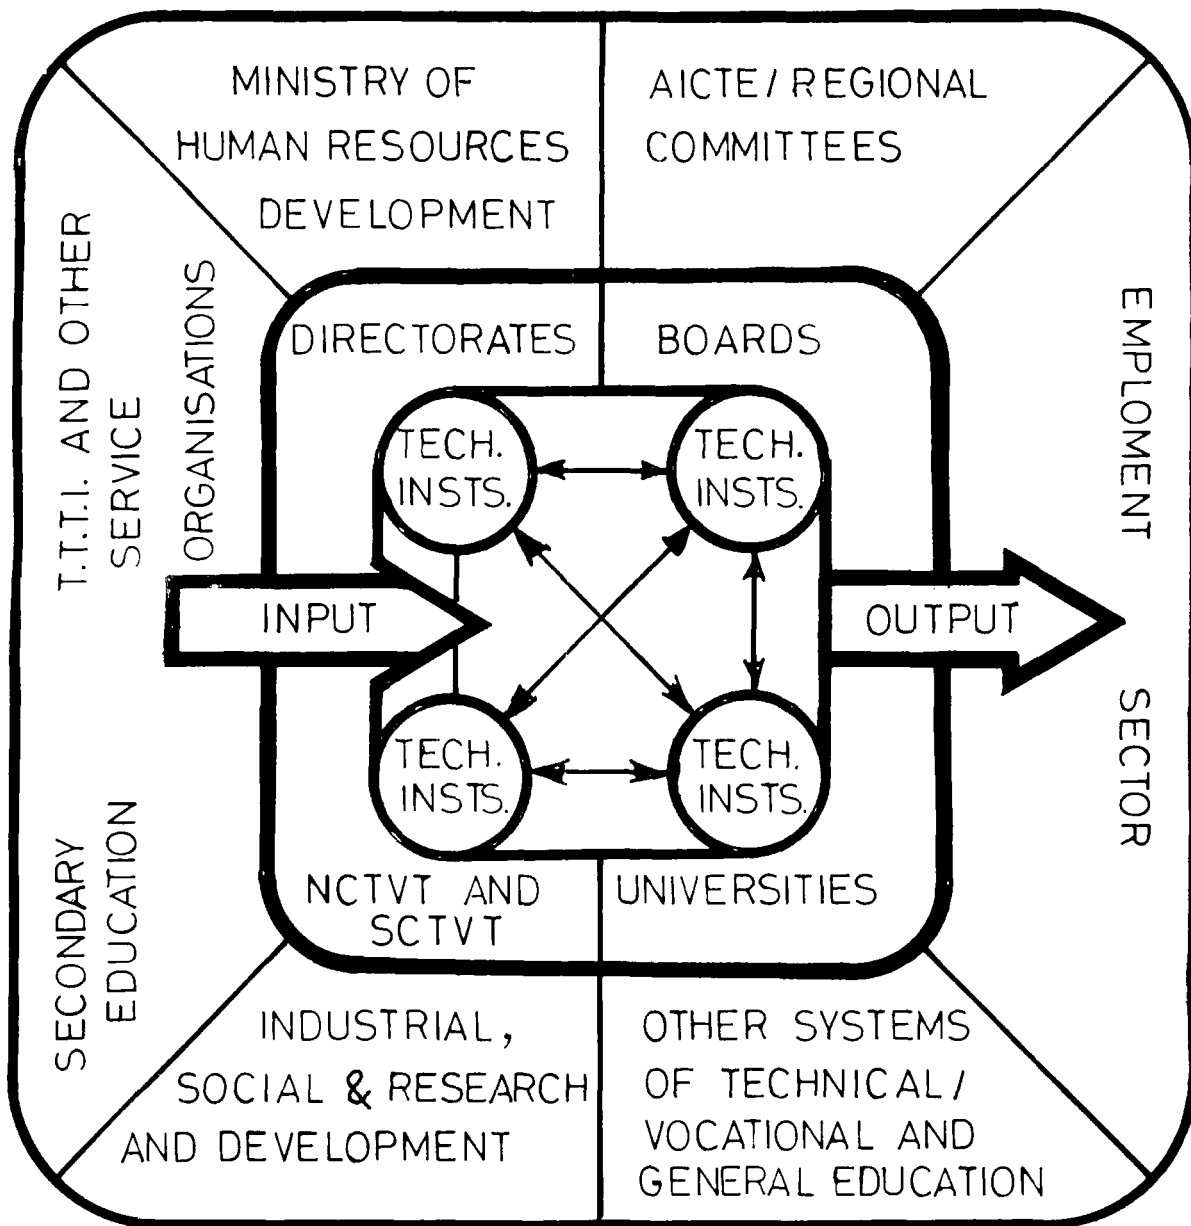 MINISTRY OF
HUMAN RESOURCES
DEVELOPMENT
AICTE/ REGIONAL
COMMITTEES
T.T.T.I. AND OTHER
SERVICE
ORGANISATIONS
DIRECTORATES
BOARDS
TECH.
INSTS.
TECH.
INSTS.
INPUT
OUTPUT
EMPLOMENT
SECTOR
TECH.
INSTS.
TECH.
INSTS.
SECONDARY
EDUCATION
NCTVT AND
SCTVT
UNIVERSITIES
INDUSTRIAL,
SOCIAL & RESEARCH
AND DEVELOPMENT
OTHER SYSTEMS
OF TECHNICAL/
VOCATIONAL AND
GENERAL EDUCATION